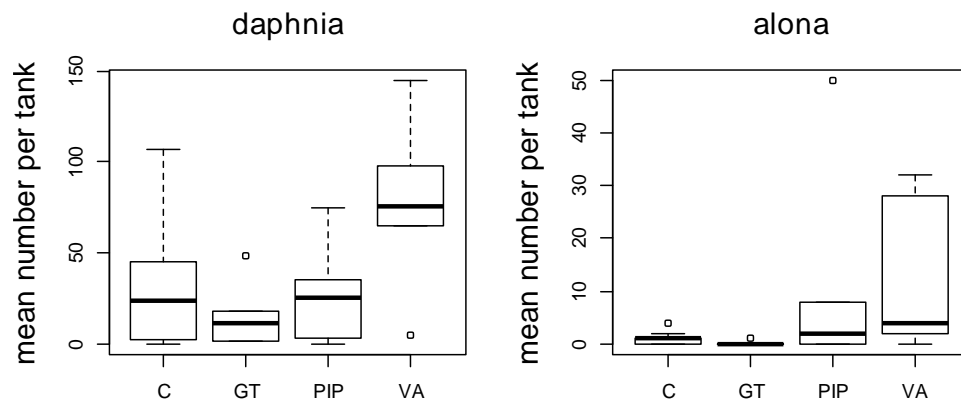 daphnia
mean number per tank
150
100
50
0
C GT PIP VA
alona
mean number per tank
50
40
30
20
10
0
C GT PIP VA